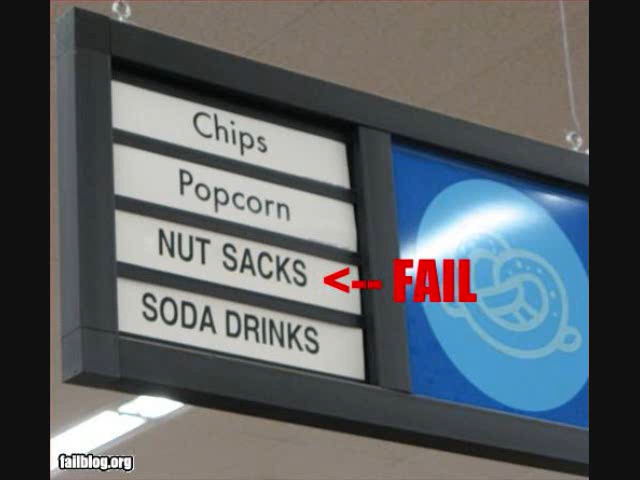 Chips
Popcorn
NUT SACKS
<-- FAIL
SODA DRINKS
failblog.org